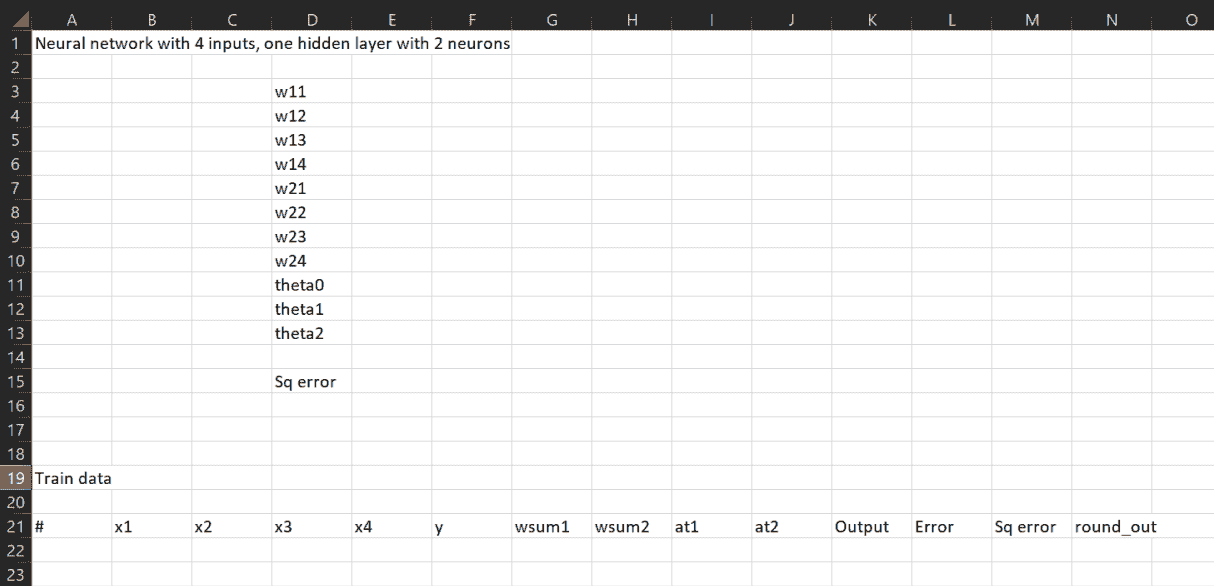 A B C D E F G H I J K L M N O
1 Neural network with 4 inputs, one hidden layer with 2 neurons
2
3 w11
4 w12
5 w13
6 w14
7 w21
8 w22
9 w23
10 w24
11 theta0
12 theta1
13 theta2
14
15 Sq error
16
17
18
19 Train data
20
21 # x1 x2 x3 x4 y wsum1 wsum2 at1 at2 Output Error Sq error round_out
22
23